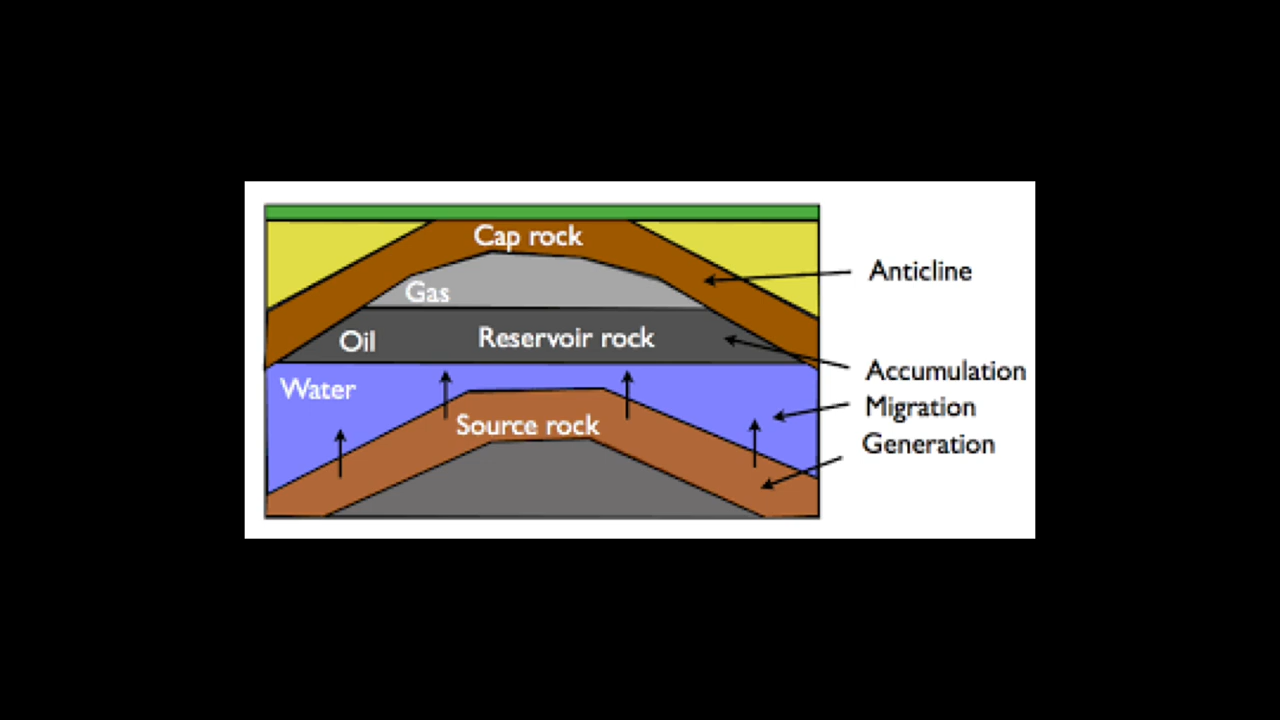 Cap rock
Anticline
Gas
Oil
Reservoir rock
Accumulation
Water
Migration
Source rock
Generation